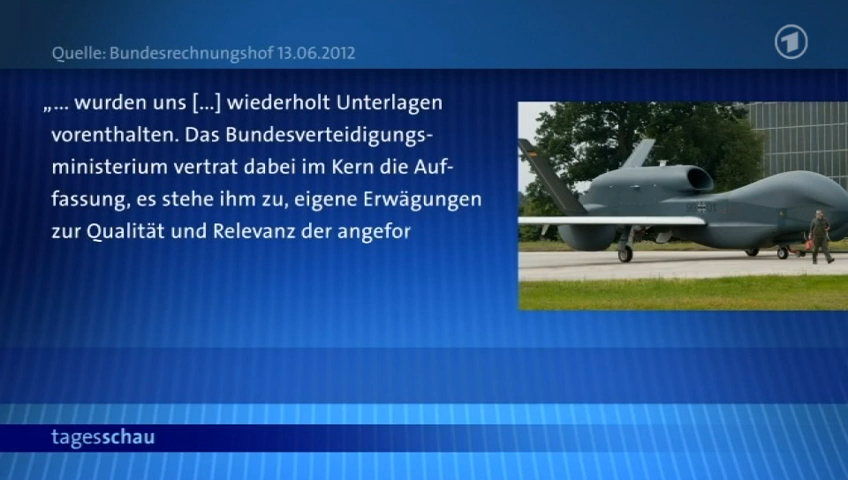 Quelle: Bundesrechnungshof 13.06.2012
1
„... wurden uns [...] wiederholt Unterlagen
vorenthalten. Das Bundesverteidigungs-
ministerium vertrat dabei im Kern die Auf-
fassung, es stehe ihm zu, eigene Erwägungen
zur Qualität und Relevanz der angefor
tagesschau